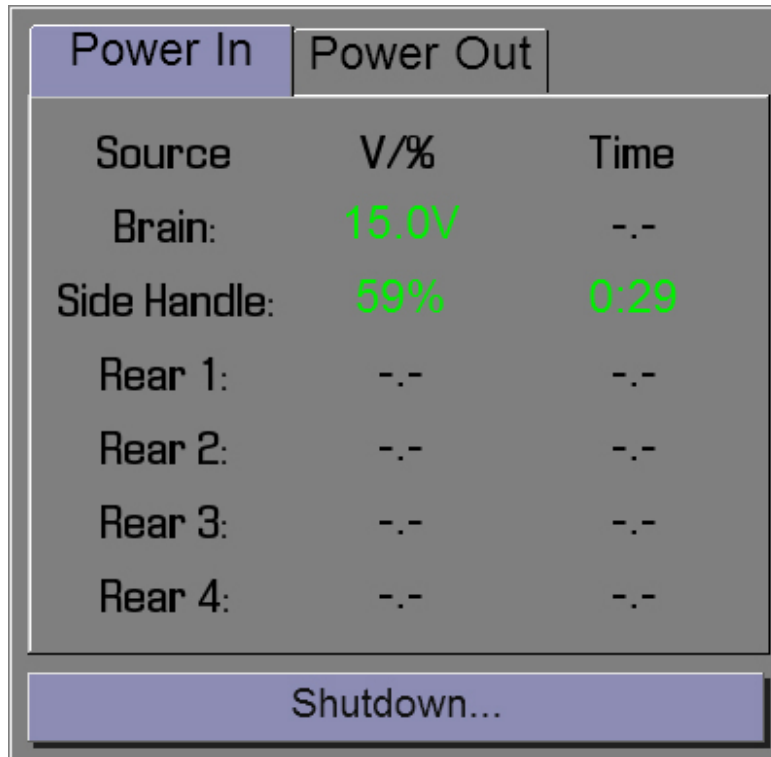 Power In Power Out
Source V/% Time
Brain: 15.0V -.-
Side Handle: 59% 0:29
Rear 1: -.- -.-
Rear 2: -.- -.-
Rear 3: -.- -.-
Rear 4: -.- -.-
Shutdown...